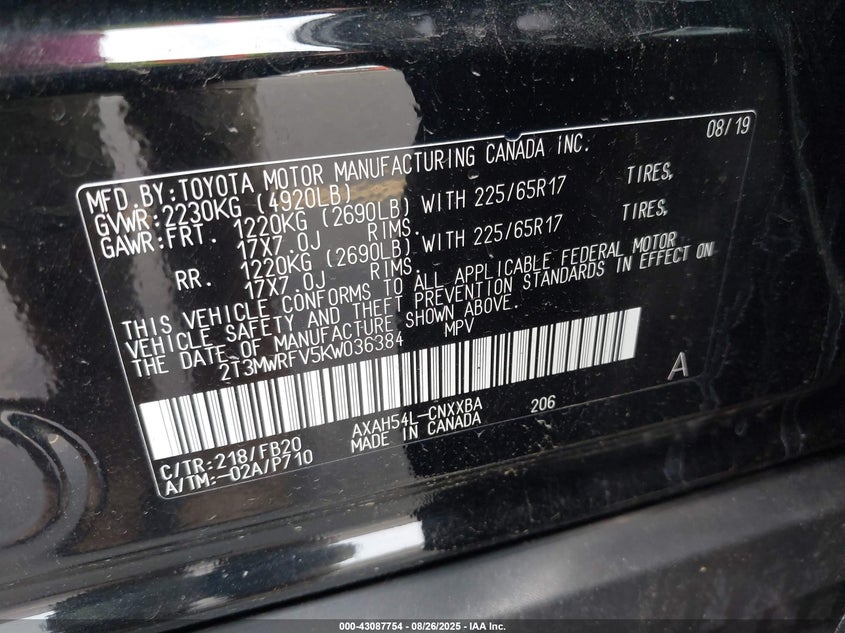 08/19
MFD.BY:TOYOTA MOTOR MANUFACTURING CANADA INC.
GVWR:2230KG (4920LB)
GAWR:FRT. 1220KG (2690LB) WITH 225/65R17 TIRES,
17X7.0J RIMS.
RR. 1220KG (2690LB) WITH 225/65R17 TIRES,
17X7.0J RIMS.
THIS VEHICLE CONFORMS TO ALL APPLICABLE FEDERAL MOTOR
VEHICLE SAFETY AND THEFT PREVENTION STANDARDS IN EFFECT ON
THE DATE OF MANUFACTURE SHOWN ABOVE.
2T3MWRFV5KW036384 MPV
A
C/TR:218/FB20 AXAH54L-CNXXBA 206
A/TM:-02A/P710 MADE IN CANADA
000-43087754 - 08/26/2025 - IAA Inc.